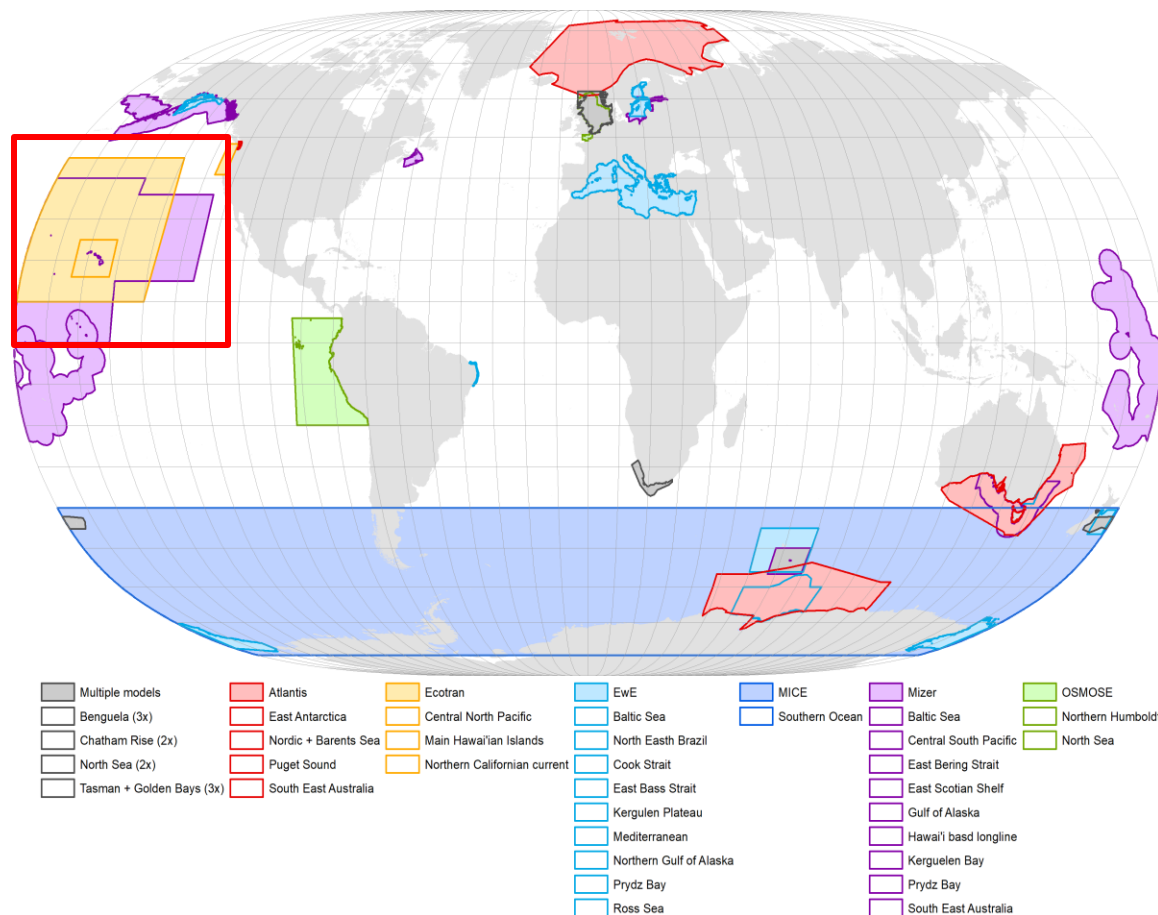 Multiple models
Benguela (3x)
Chatham Rise (2x)
North Sea (2x)
Tasman + Golden Bays (3x)
Atlantis
East Antarctica
Nordic + Barents Sea
Puget Sound
South East Australia
Ecotran
Central North Pacific
Main Hawai'ian Islands
Northern Californian current
EwE
Baltic Sea
North Easth Brazil
Cook Strait
East Bass Strait
Kergulen Plateau
Mediterranean
Northern Gulf of Alaska
Prydz Bay
Ross Sea
MICE
Southern Ocean
Mizer
Baltic Sea
Central South Pacific
East Bering Strait
East Scotian Shelf
Gulf of Alaska
Hawai'i basd longline
Kerguelen Bay
Prydz Bay
South East Australia
OSMOSE
Northern Humboldt
North Sea